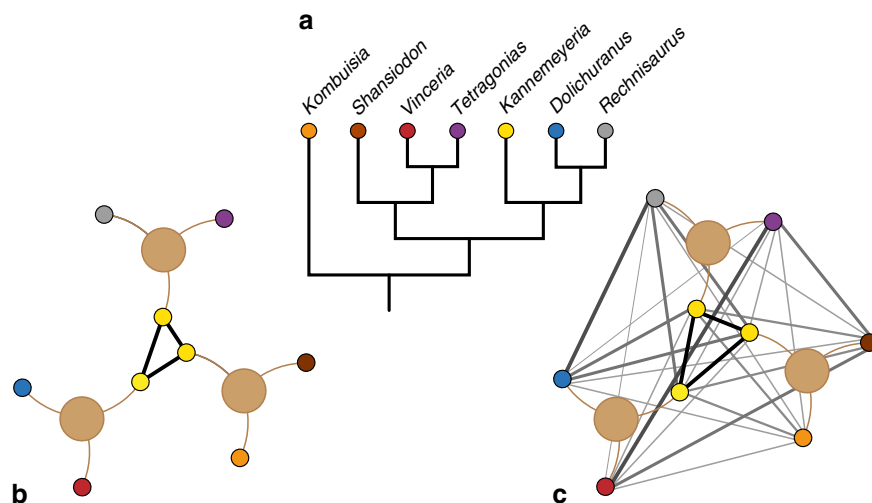 a
Kombuisia
Shansiodon
Vinceria
Tetragonias
Kannemeyeria
Dolichuranus
Rechnisaurus
b
c